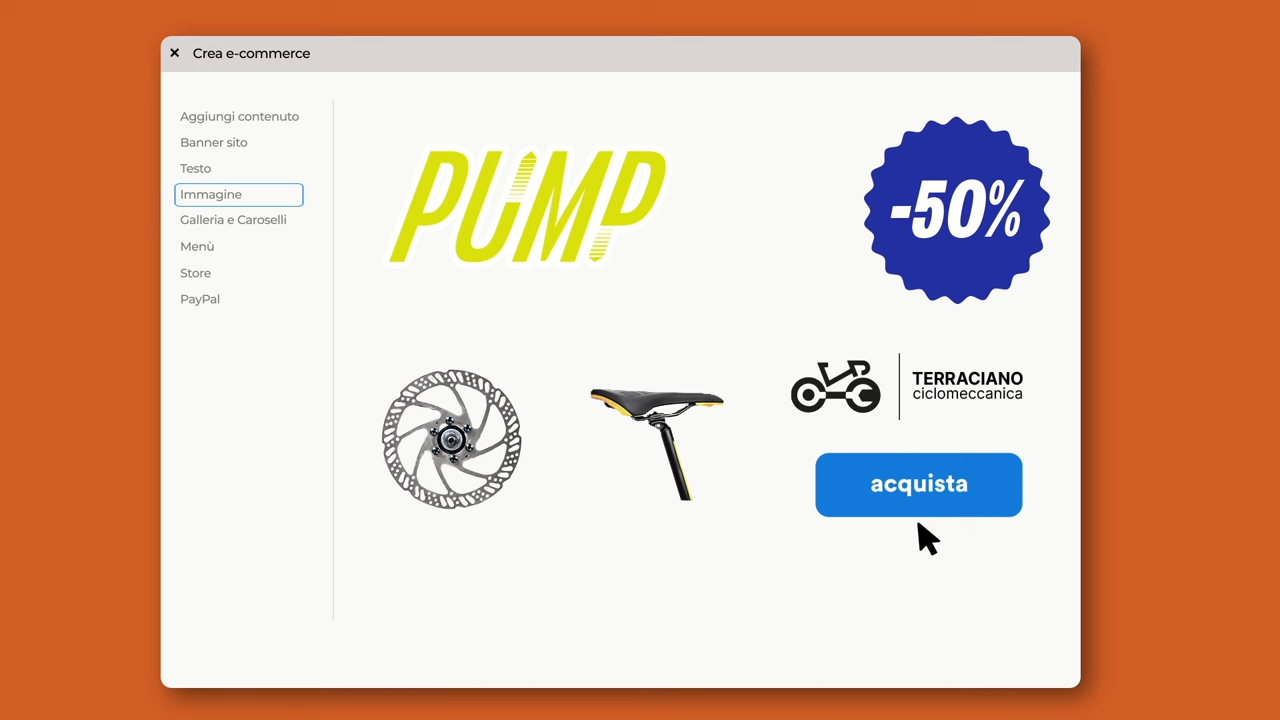 Crea e-commerce
Aggiungi contenuto
Banner sito
Testo
Immagine
Galleria e Caroselli
Menù
Store
PayPal
PUMP
-50%
TERRACIANO
ciclomeccanica
acquista